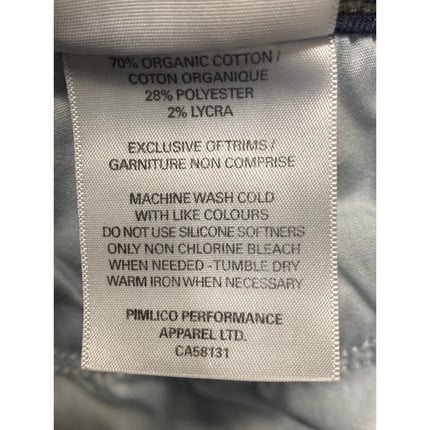 70% ORGANIC COTTON /
COTON ORGANIQUE
28% POLYESTER
2% LYCRA
EXCLUSIVE OF TRIMS /
GARNITURE NON COMPRISE
MACHINE WASH COLD
WITH LIKE COLOURS
DO NOT USE SILICONE SOFTNERS
ONLY NON CHLORINE BLEACH
WHEN NEEDED - TUMBLE DRY
WARM IRON WHEN NECESSARY
PIMLICO PERFORMANCE
APPAREL LTD.
CA58131